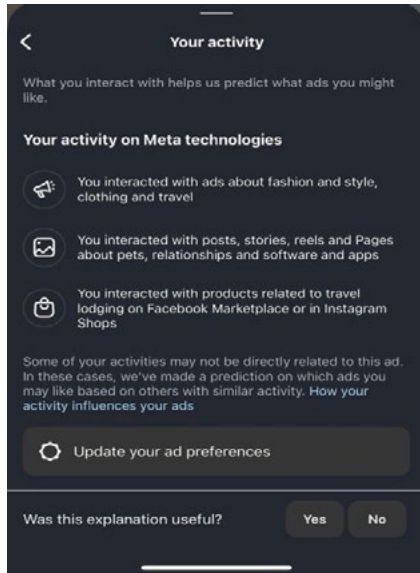 Your activity
What you interact with helps us predict what ads you might
like.
Your activity on Meta technologies
You interacted with ads about fashion and style,
clothing and travel
You interacted with posts, stories, reels and Pages
about pets, relationships and software and apps
You interacted with products related to travel
lodging on Facebook Marketplace or in Instagram
Shops
Some of your activities may not be directly related to this ad.
In these cases, we've made a prediction on which ads you
may like based on others with similar activity. How your
activity influences your ads
Update your ad preferences
Was this explanation useful?
Yes
No